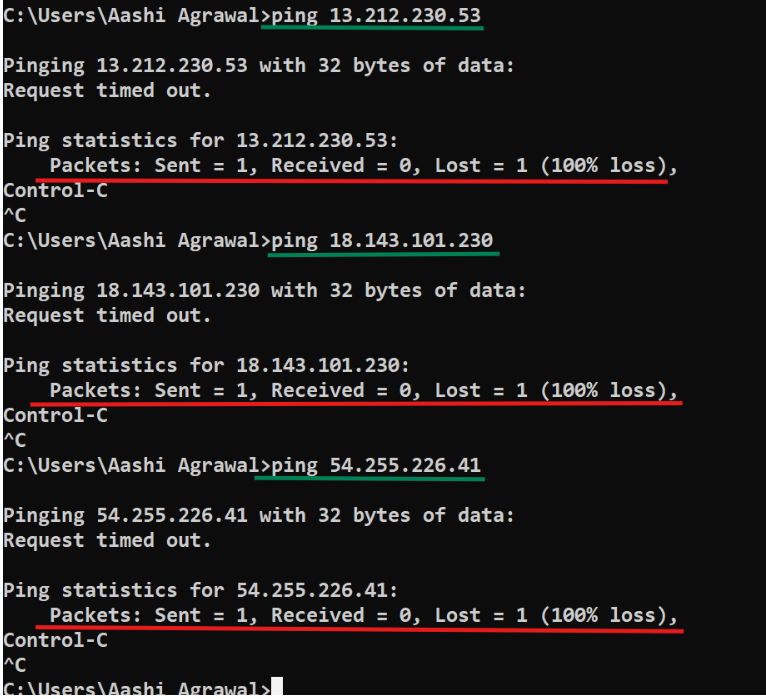 C:\Users\Aashi Agrawal>ping 13.212.230.53
Pinging 13.212.230.53 with 32 bytes of data:
Request timed out.
Ping statistics for 13.212.230.53:
    Packets: Sent = 1, Received = 0, Lost = 1 (100% loss),
Control-C
^C
C:\Users\Aashi Agrawal>ping 18.143.101.230
Pinging 18.143.101.230 with 32 bytes of data:
Request timed out.
Ping statistics for 18.143.101.230:
    Packets: Sent = 1, Received = 0, Lost = 1 (100% loss),
Control-C
^C
C:\Users\Aashi Agrawal>ping 54.255.226.41
Pinging 54.255.226.41 with 32 bytes of data:
Request timed out.
Ping statistics for 54.255.226.41:
    Packets: Sent = 1, Received = 0, Lost = 1 (100% loss),
Control-C
^C
C:\Users\Aashi Agrawal>